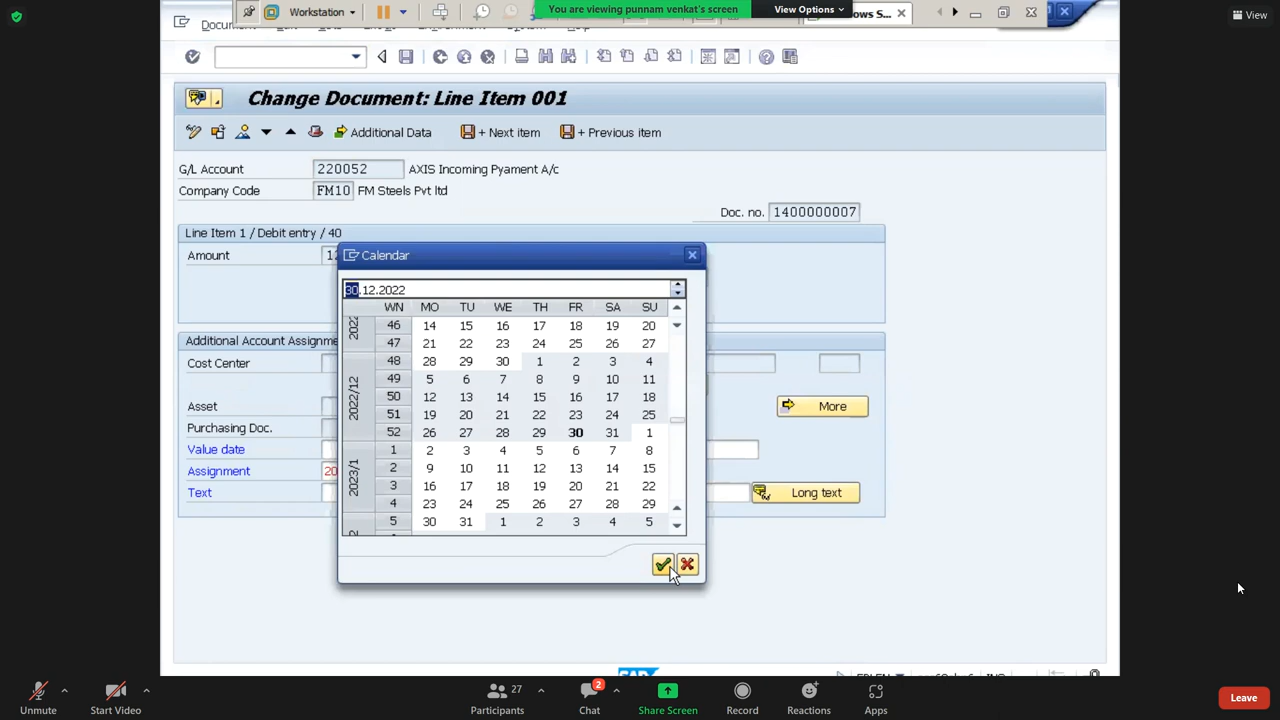 You are viewing punnam venkat's screen
View Options
View
Workstation
Change Document: Line Item 001
Additional Data
+ Next item
+ Previous item
G/L Account 220052 AXIS Incoming Pyament A/c
Company Code FM10 FM Steels Pvt ltd
Doc. no. 1400000007
Line Item 1 / Debit entry / 40
Amount
Calendar
30.12.2022
WN MO TU WE TH FR SA SU
46 14 15 16 17 18 19 20
47 21 22 23 24 25 26 27
48 28 29 30 1 2 3 4
49 5 6 7 8 9 10 11
50 12 13 14 15 16 17 18
51 19 20 21 22 23 24 25
52 26 27 28 29 30 31 1
1 2 3 4 5 6 7 8
2 9 10 11 12 13 14 15
3 16 17 18 19 20 21 22
4 23 24 25 26 27 28 29
5 30 31 1 2 3 4 5
2022
2022/12
2023/1
Additional Account Assignme
Cost Center
Asset
More
Purchasing Doc.
Value date
Assignment 20
Text
Long text
Unmute
Start Video
27
Participants
2
Chat
Share Screen
Record
Reactions
Apps
Leave